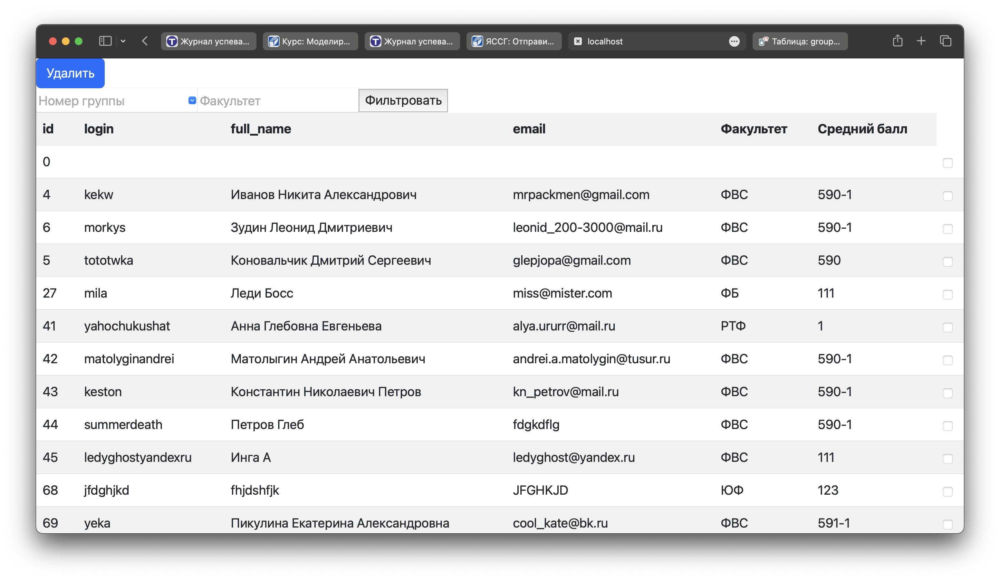 Журнал успева... Курс: Моделир... Журнал успева... ЯССГ: Отправи... localhost Таблица: group...
Удалить
Номер группы Факультет Фильтровать
id login full_name email Факультет Средний балл
0
4 kekw Иванов Никита Александрович mrpackmen@gmail.com ФВС 590-1
6 morkys Зудин Леонид Дмитриевич leonid_200-3000@mail.ru ФВС 590-1
5 tototwka Коновальчик Дмитрий Сергеевич glepjopa@gmail.com ФВС 590
27 mila Леди Босс miss@mister.com ФБ 111
41 yahochukushat Анна Глебовна Евгеньева alya.ururr@mail.ru РТФ 1
42 matolyginandrei Матолыгин Андрей Анатольевич andrei.a.matolygin@tusur.ru ФВС 590-1
43 keston Константин Николаевич Петров kn_petrov@mail.ru ФВС 590-1
44 summerdeath Петров Глеб fdgkdflg ФВС 590-1
45 ledyghostyandexru Инга А ledyghost@yandex.ru ФВС 111
68 jfdghjkd fhjdshfjk JFGHKJD ЮФ 123
69 yeka Пикулина Екатерина Александровна cool_kate@bk.ru ФВС 591-1